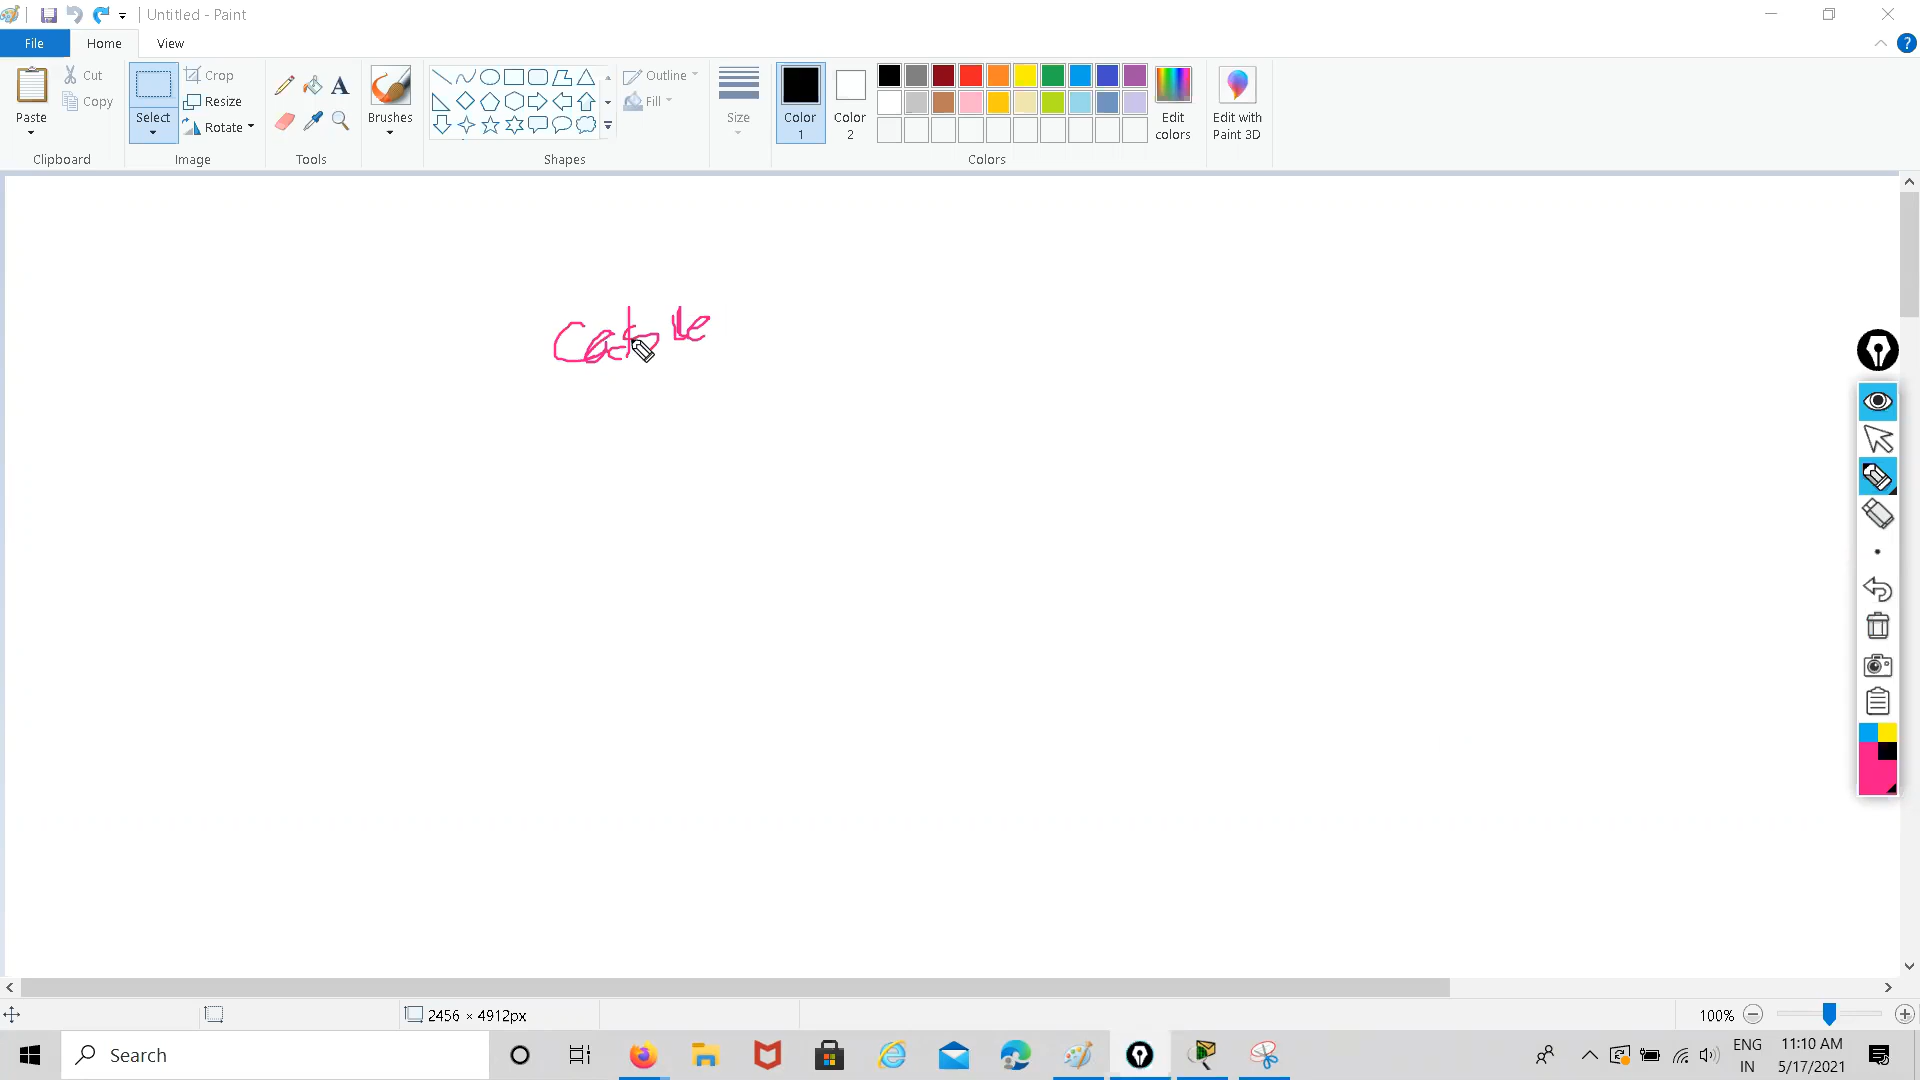 Untitled - Paint
File Home View
Paste Cut Copy Select Crop Resize Rotate Brushes Outline Fill Size Color 1 Color 2 Edit colors Edit with Paint 3D
Clipboard Image Tools Shapes Colors
2456 × 4912px 100%
Search ENG IN 11:10 AM 5/17/2021